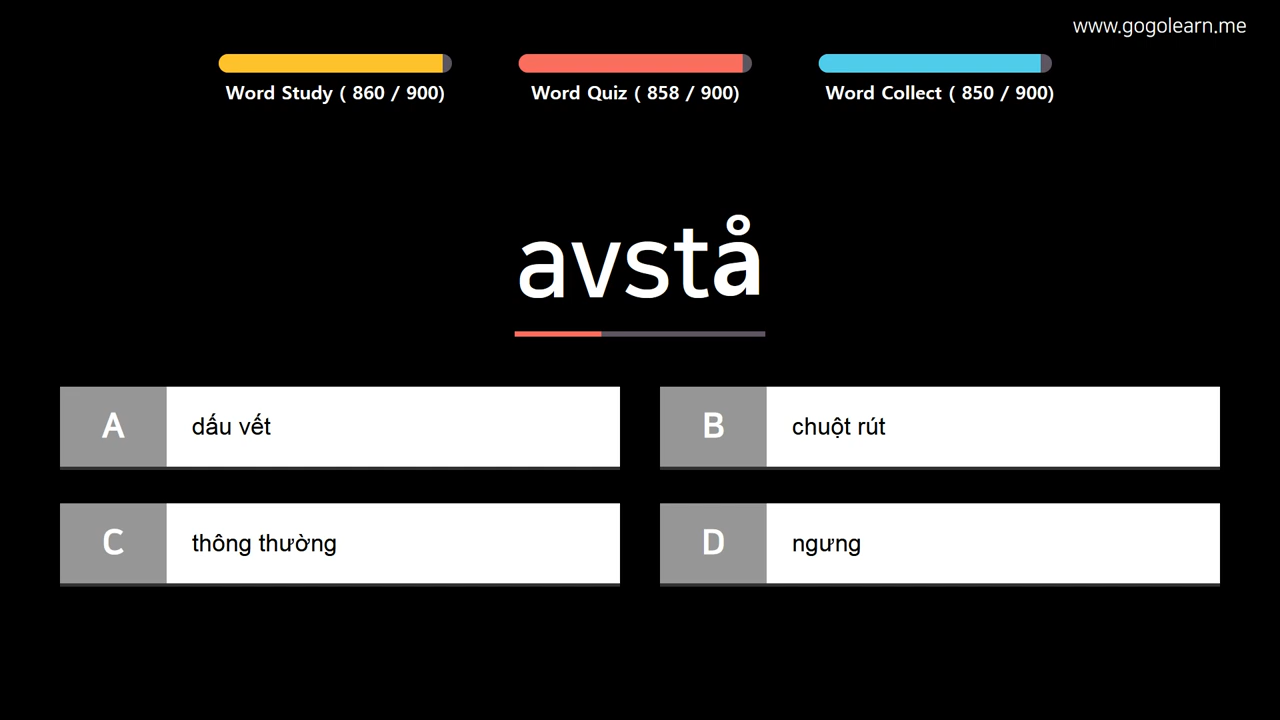 www.gogolearn.me
Word Study ( 860 / 900)
Word Quiz ( 858 / 900)
Word Collect ( 850 / 900)
avstå
A dấu vết
B chuột rút
C thông thường
D ngưng